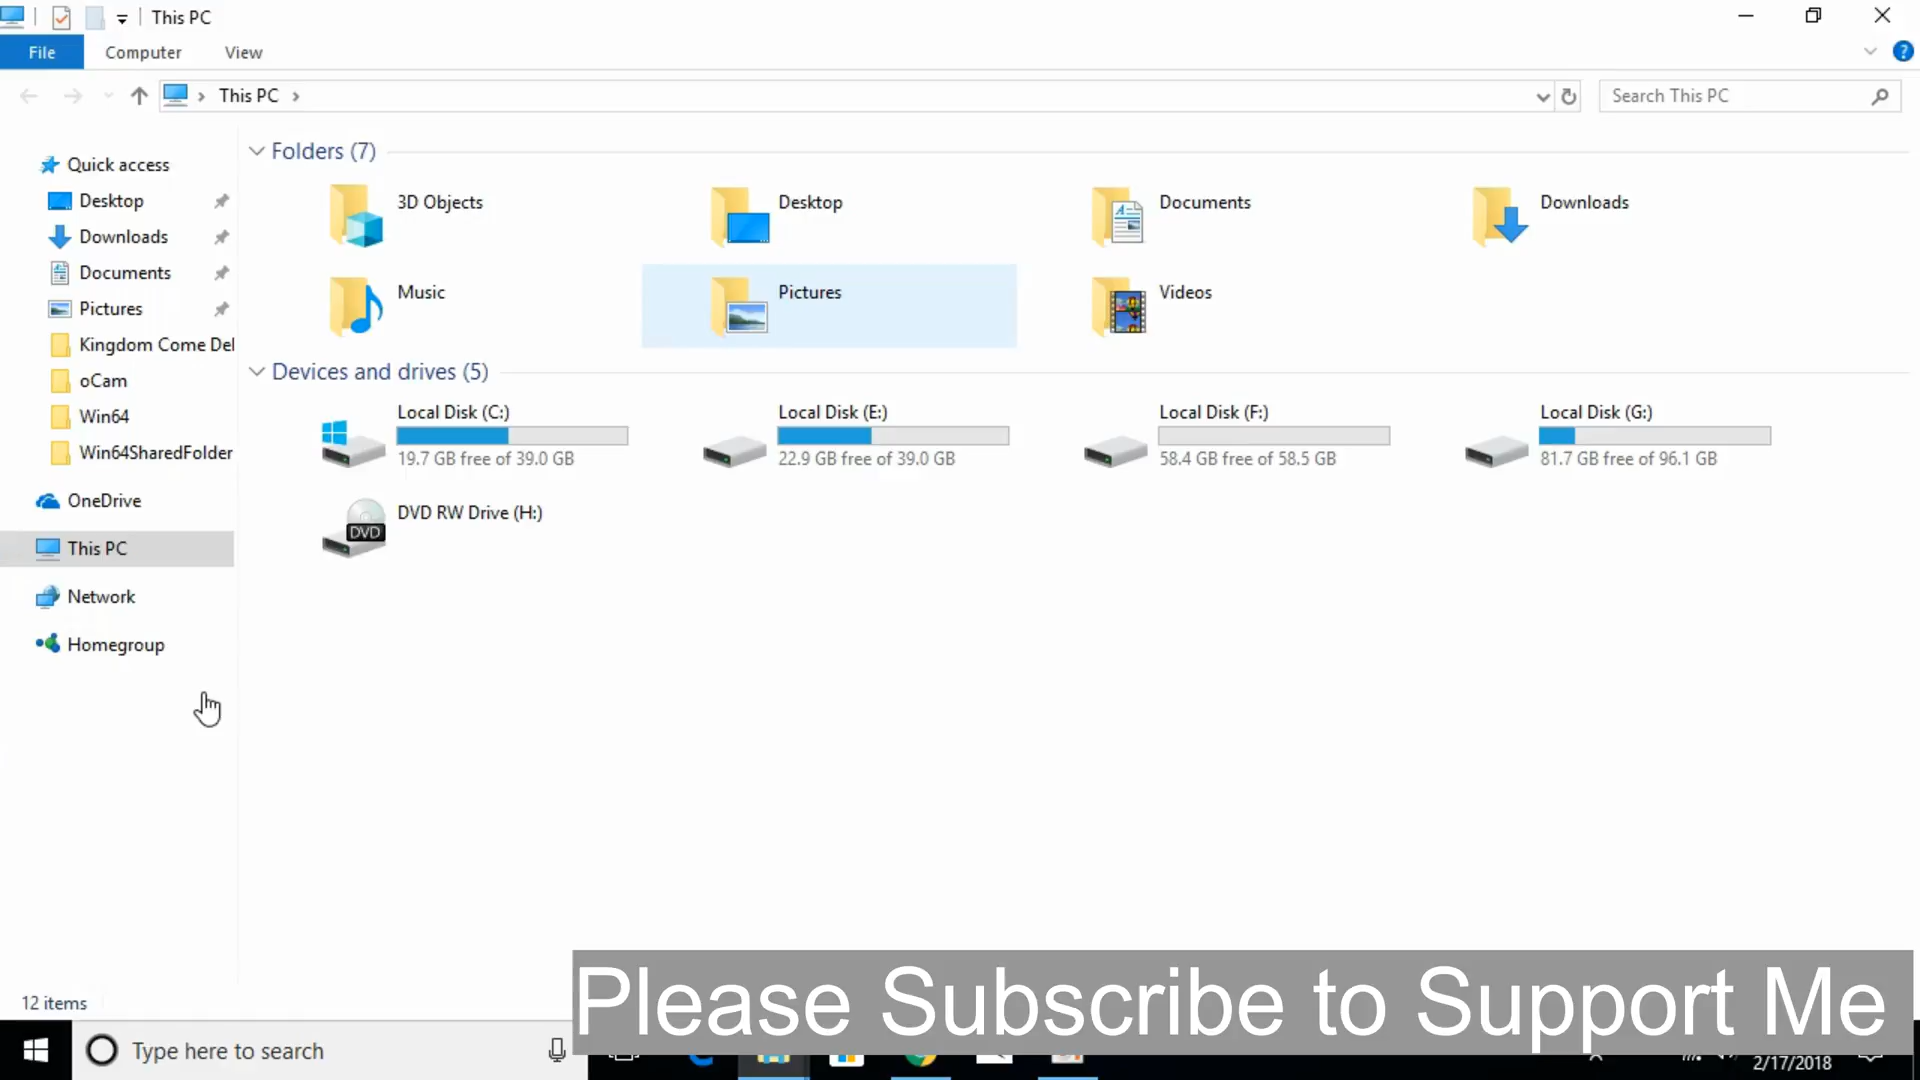 This PC
File
Computer
View
This PC
Search This PC
Quick access
Desktop
Downloads
Documents
Pictures
Kingdom Come Del
oCam
Win64
Win64SharedFolder
OneDrive
This PC
Network
Homegroup
Folders (7)
3D Objects
Desktop
Documents
Downloads
Music
Pictures
Videos
Devices and drives (5)
Local Disk (C:)
19.7 GB free of 39.0 GB
Local Disk (E:)
22.9 GB free of 39.0 GB
Local Disk (F:)
58.4 GB free of 58.5 GB
Local Disk (G:)
81.7 GB free of 96.1 GB
DVD
DVD RW Drive (H:)
12 items
Please Subscribe to Support Me
Type here to search
2/17/2018